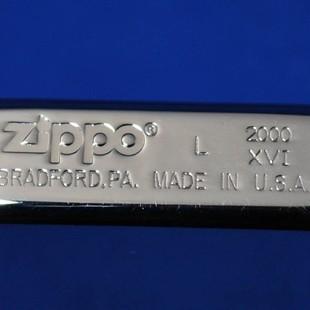 zippo® L 2000
XVI
BRADFORD.PA. MADE IN U.S.A.